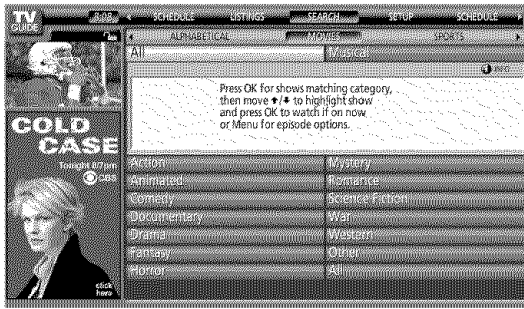 TV GUIDE
8:08
SCHEDULE LISTINGS SEARCH SETUP SCHEDULE
ALPHABETICAL MOVIES SPORTS
All Musical
INFO
Press OK for shows matching category,
then move ↑/↓ to highlight show
and press OK to watch if on now
or Menu for episode options.
COLD CASE
Tonight 8/7pm
CBS
click here
Action Mystery
Animated Romance
Comedy Science Fiction
Documentary War
Drama Western
Fantasy Other
Horror All